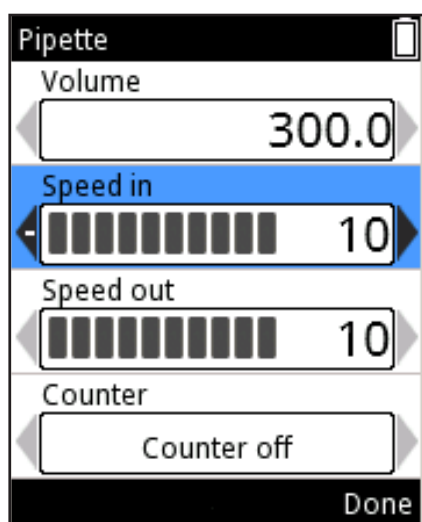 Pipette
Volume
300.0
Speed in
- 10
Speed out
10
Counter
Counter off
Done